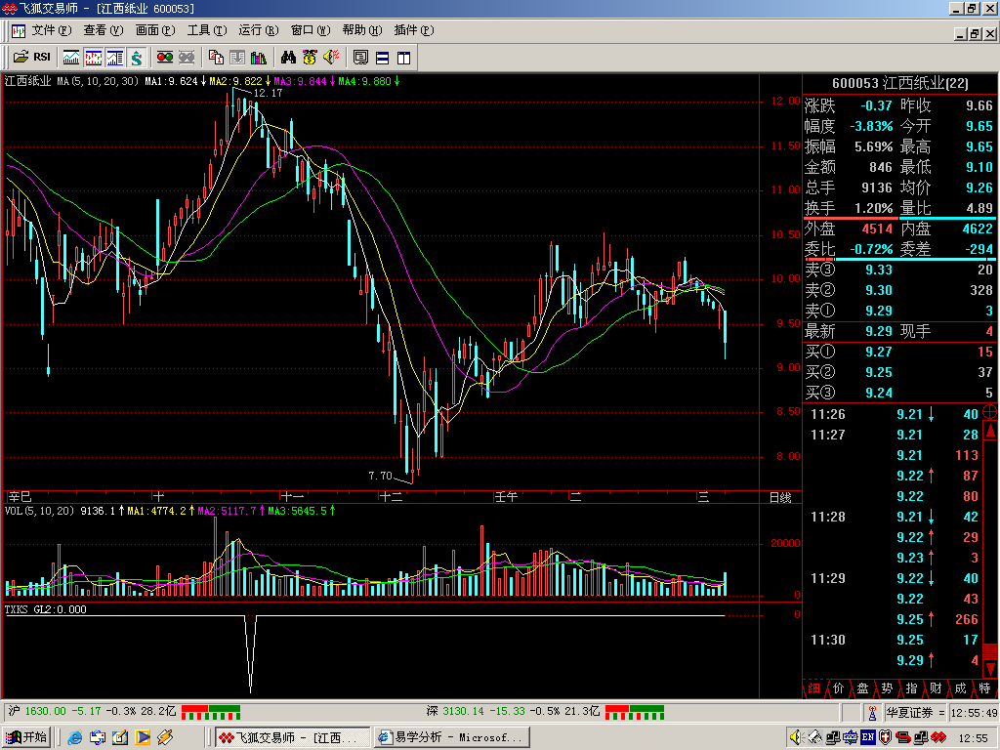 飞狐交易师 - [江西纸业 600053]
文件(F) 查看(V) 画面(P) 工具(T) 运行(R) 窗口(W) 帮助(H) 插件(P)
RSI
江西纸业 MA(5,10,20,30) MA1:9.624↓ MA2:9.822↓ MA3:9.844↓ MA4:9.880↓
12.17
12.00
11.50
11.00
10.50
10.00
9.50
9.00
8.50
8.00
7.70
辛巳 十 十一 十二 壬午 二 三 日线
VOL(5,10,20) 9136.1↑ MA1:4774.2↑ MA2:5117.7↑ MA3:5645.5↑
20000
0
TXKS GL2:0.000
0
600053 江西纸业(22)
涨跌 -0.37 昨收 9.66
幅度 -3.83% 今开 9.65
振幅 5.69% 最高 9.65
金额 846 最低 9.10
总手 9136 均价 9.26
换手 1.20% 量比 4.89
外盘 4514 内盘 4622
委比 -0.72% 委差 -294
卖③ 9.33 20
卖② 9.30 328
卖① 9.29 3
最新 9.29 现手 4
买① 9.27 15
买② 9.25 37
买③ 9.24 5
11:26 9.21↓ 40
11:27 9.21 28
9.21 113
9.22↑ 87
9.22 80
11:28 9.21↓ 42
9.22↑ 29
9.23↑ 3
11:29 9.22↓ 40
9.22 43
9.25↑ 266
11:30 9.25 17
9.29↑ 4
细 价 盘 势 指 财 成 特
沪 1630.00 -5.17 -0.3% 28.2亿 深 3130.14 -15.33 -0.5% 21.3亿 华夏证券 = 12:55:49
开始 飞狐交易师 - [江西... 易学分析 - Microsof... EN 12:55